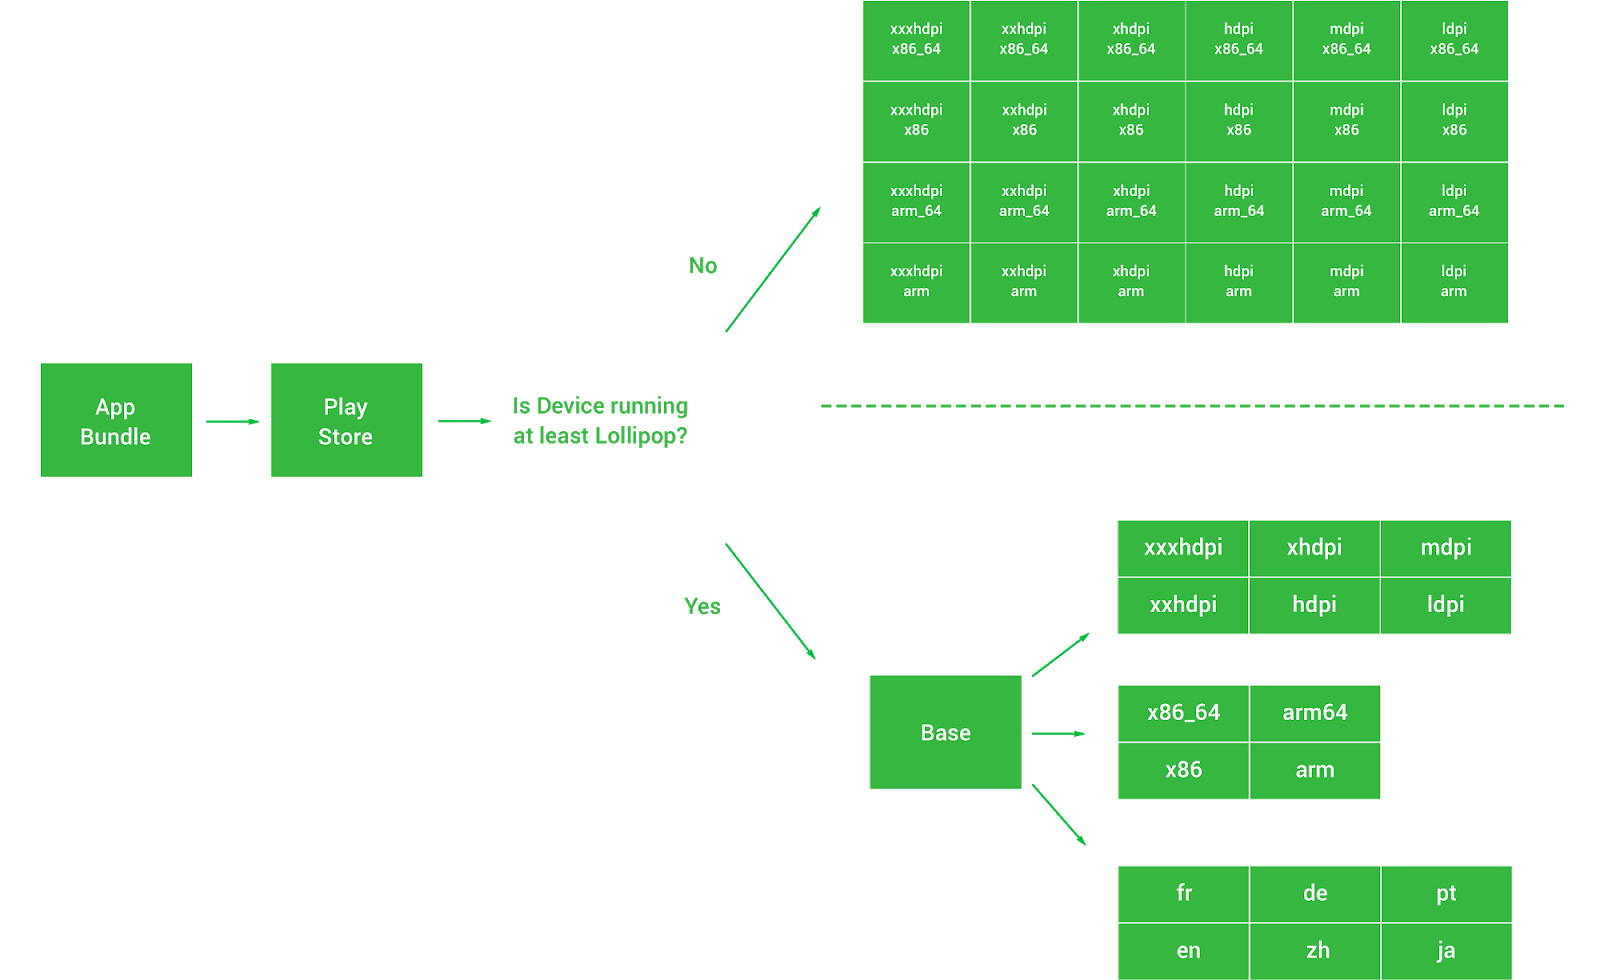 xxxhdpi xxhdpi xhdpi hdpi mdpi ldpi
x86_64 x86_64 x86_64 x86_64 x86_64 x86_64
xxxhdpi xxhdpi xhdpi hdpi mdpi ldpi
x86 x86 x86 x86 x86 x86
xxxhdpi xxhdpi xhdpi hdpi mdpi ldpi
arm_64 arm_64 arm_64 arm_64 arm_64 arm_64
xxxhdpi xxhdpi xhdpi hdpi mdpi ldpi
arm arm arm arm arm arm
No
App
Bundle
Play
Store
Is Device running
at least Lollipop?
Yes
Base
xxxhdpi xhdpi mdpi
xxhdpi hdpi ldpi
x86_64 arm64
x86 arm
fr de pt
en zh ja